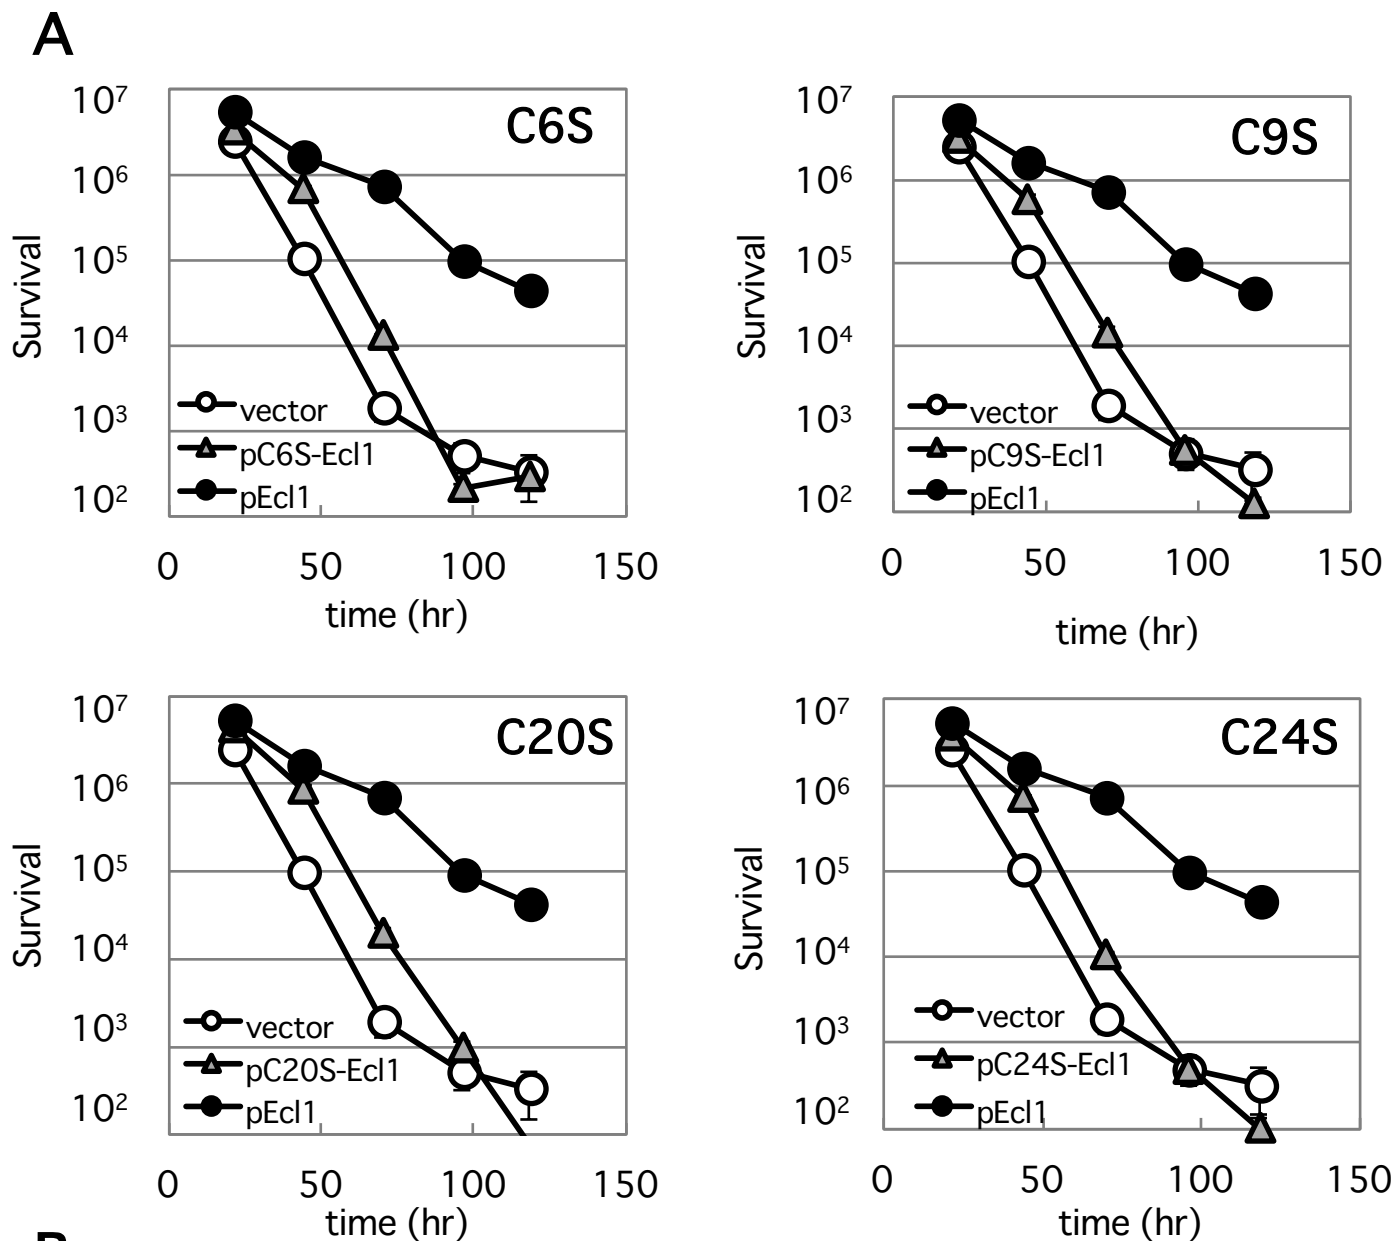 A
C6S
10⁷
10⁶
10⁵
10⁴
10³
10²
Survival
vector
pC6S-Ecl1
pEcl1
0 50 100 150
time (hr)
C9S
10⁷
10⁶
10⁵
10⁴
10³
10²
Survival
vector
pC9S-Ecl1
pEcl1
0 50 100 150
time (hr)
C20S
10⁷
10⁶
10⁵
10⁴
10³
10²
Survival
vector
pC20S-Ecl1
pEcl1
0 50 100 150
time (hr)
C24S
10⁷
10⁶
10⁵
10⁴
10³
10²
Survival
vector
pC24S-Ecl1
pEcl1
0 50 100 150
time (hr)